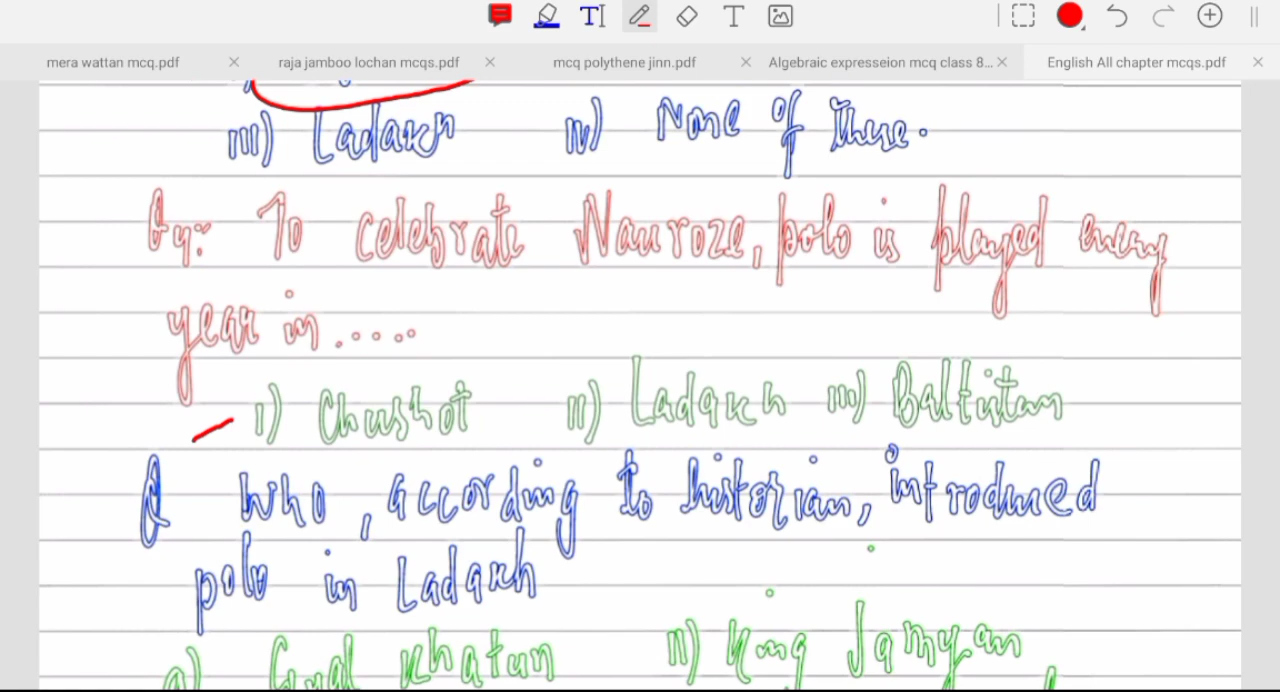 mera wattan mcq.pdf × raja jamboo lochan mcqs.pdf × mcq polythene jinn.pdf × Algebraic expresseion mcq class 8... × English All chapter mcqs.pdf ×
III) Ladakh IV) None of these.
Qy: To celebrate Nauroze, polo is played every
year in .....
I) Chushot II) Ladakh III) Baltistan
Q Who, according to historian, introduced
polo in Ladakh
a) Gyal Khatun II) King Jamyan